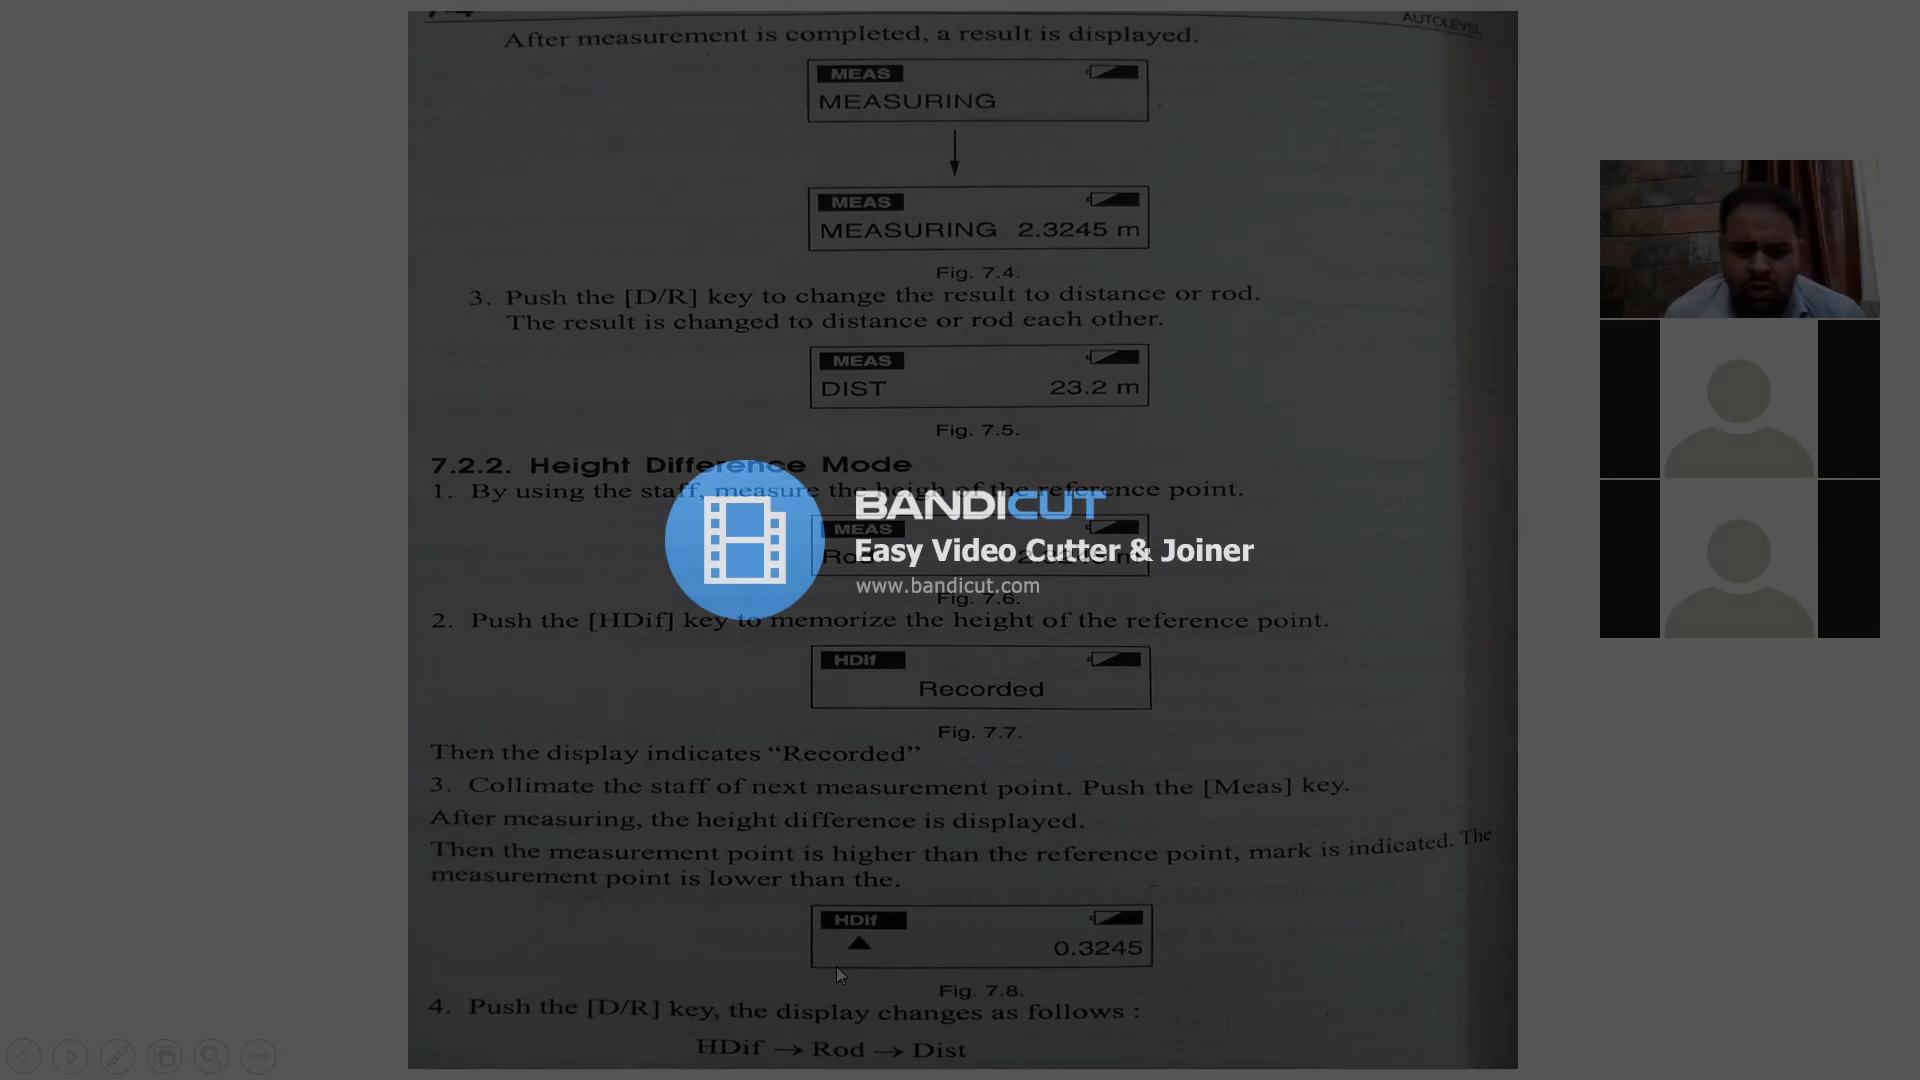 AUTOLEVEL
After measurement is completed, a result is displayed.
MEAS
MEASURING
MEAS
MEASURING 2.3245 m
Fig. 7.4.
3. Push the [D/R] key to change the result to distance or rod.
The result is changed to distance or rod each other.
MEAS
DIST 23.2 m
Fig. 7.5.
7.2.2. Height Difference Mode
1. By using the staff, measure the heigh of the reference point.
MEAS
Rod
Fig. 7.6.
BANDICUT
Easy Video Cutter & Joiner
www.bandicut.com
2. Push the [HDif] key to memorize the height of the reference point.
HDif
Recorded
Fig. 7.7.
Then the display indicates “Recorded”
3. Collimate the staff of next measurement point. Push the [Meas] key.
After measuring, the height difference is displayed.
Then the measurement point is higher than the reference point, mark is indicated. The
measurement point is lower than the.
HDif
▲ 0.3245
Fig. 7.8.
4. Push the [D/R] key, the display changes as follows :
HDif → Rod → Dist